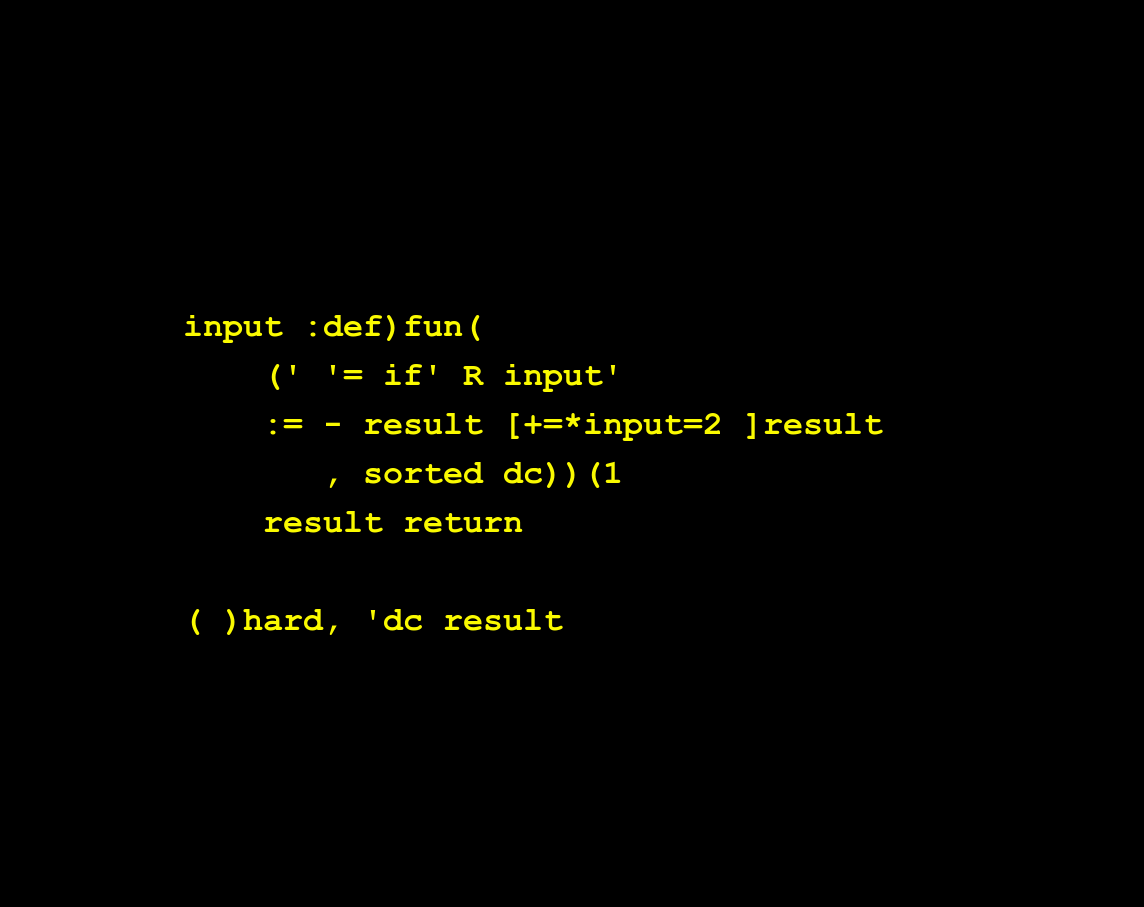 input :def)fun(
    (' '= if' R input'
    := - result [+=*input=2 ]result
       , sorted dc))(1
    result return

( )hard, 'dc result